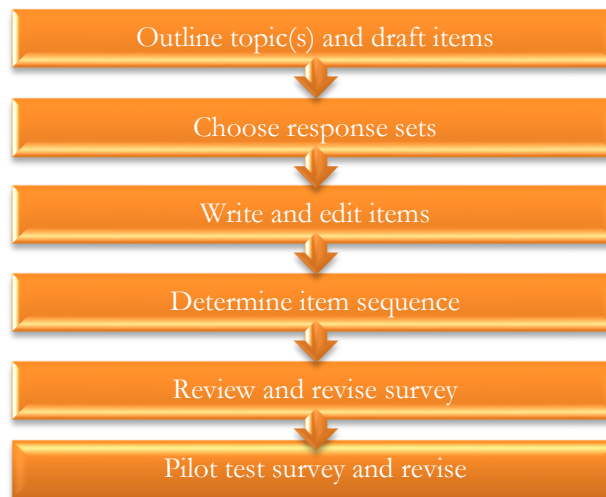 Outline topic(s) and draft items
Choose response sets
Write and edit items
Determine item sequence
Review and revise survey
Pilot test survey and revise